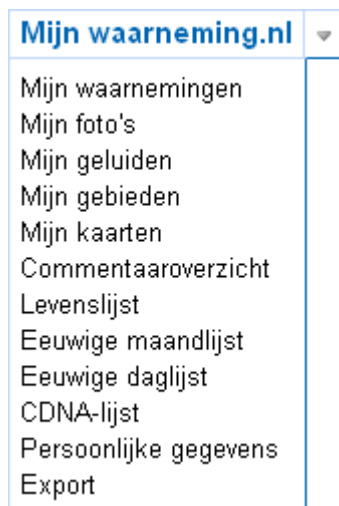 Mijn waarneming.nl
Mijn waarnemingen
Mijn foto's
Mijn geluiden
Mijn gebieden
Mijn kaarten
Commentaaroverzicht
Levenslijst
Eeuwige maandlijst
Eeuwige daglijst
CDNA-lijst
Persoonlijke gegevens
Export